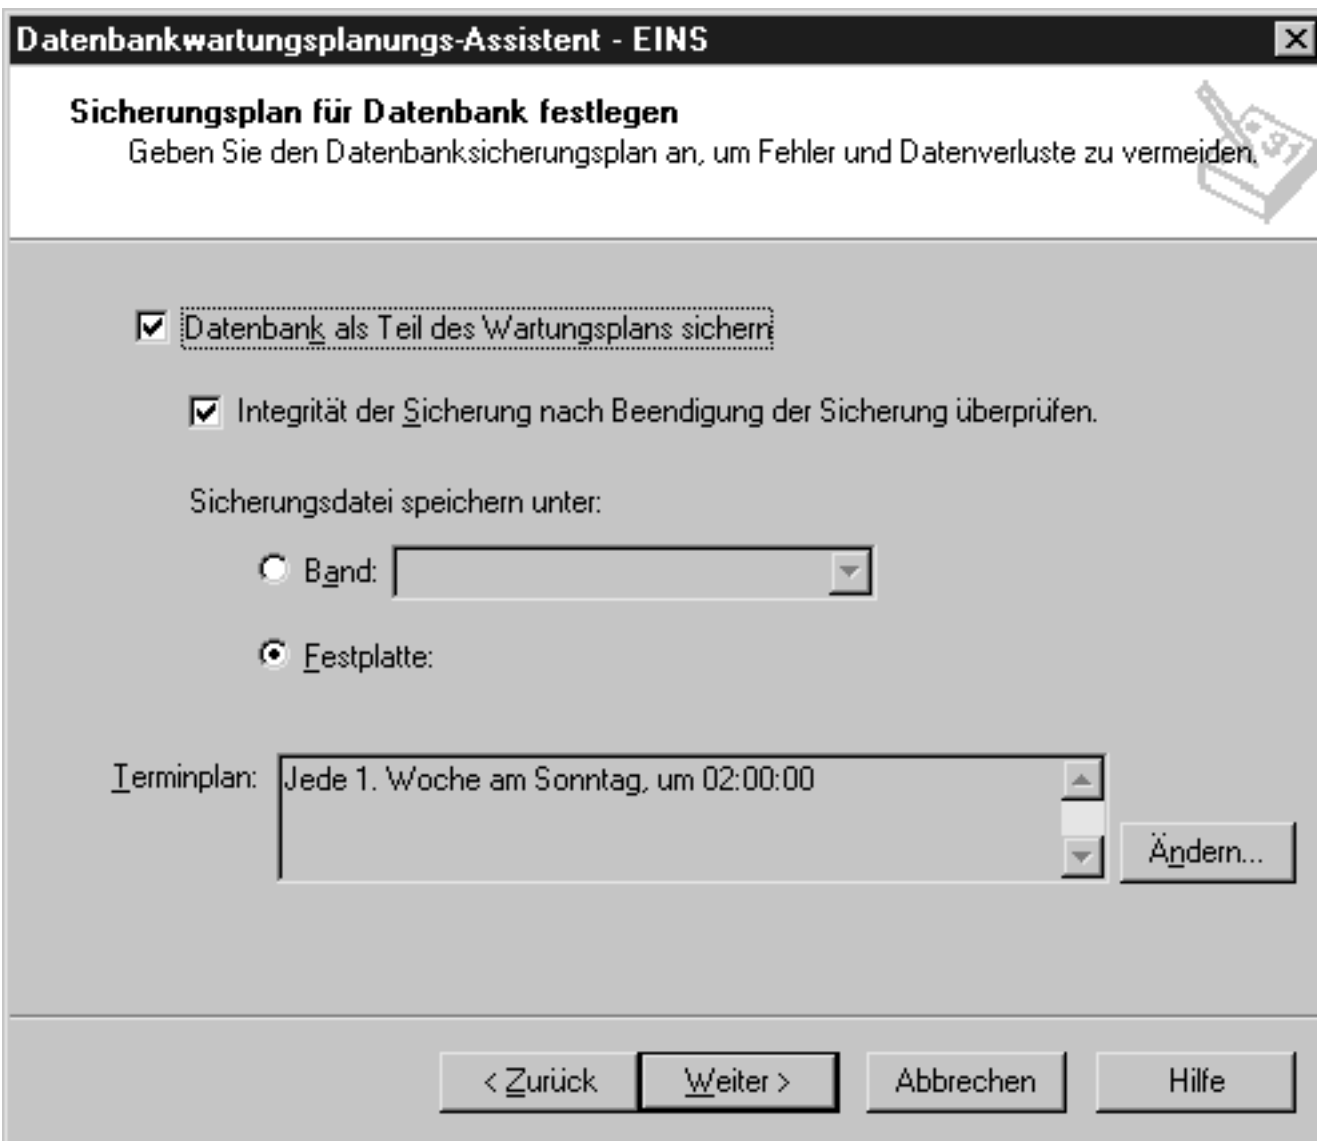 Datenbankwartungsplanungs-Assistent - EINS
Sicherungsplan für Datenbank festlegen
Geben Sie den Datenbanksicherungsplan an, um Fehler und Datenverluste zu vermeiden.
Datenbank als Teil des Wartungsplans sichern
Integrität der Sicherung nach Beendigung der Sicherung überprüfen.
Sicherungsdatei speichern unter:
Band:
Festplatte:
Terminplan: Jede 1. Woche am Sonntag, um 02:00:00
Ändern...
< Zurück Weiter > Abbrechen Hilfe